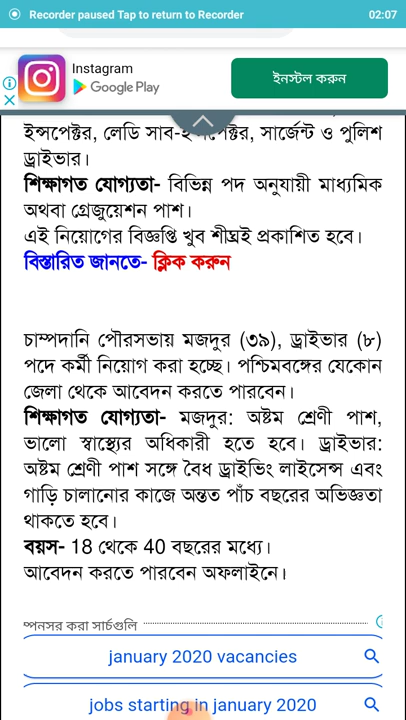 Recorder paused Tap to return to Recorder
02:07
Instagram
Google Play
ইনস্টল করুন
ইন্সপেক্টর, লেডি সাব-ই পেক্টর, সার্জেন্ট ও পুলিশ
ড্রাইভার।
শিক্ষাগত যোগ্যতা- বিভিন্ন পদ অনুযায়ী মাধ্যমিক
অথবা গ্রেজুয়েশন পাশ।
এই নিয়োগের বিজ্ঞপ্তি খুব শীঘ্রই প্রকাশিত হবে।
বিস্তারিত জানতে- ক্লিক করুন
চাম্পদানি পৌরসভায় মজদুর (৩৯), ড্রাইভার (৮)
পদে কর্মী নিয়োগ করা হচ্ছে। পশ্চিমবঙ্গের যেকোন
জেলা থেকে আবেদন করতে পারবেন।
শিক্ষাগত যোগ্যতা- মজদুর: অষ্টম শ্রেণী পাশ,
ভালো স্বাস্থ্যের অধিকারী হতে হবে। ড্রাইভার:
অষ্টম শ্রেণী পাশ সঙ্গে বৈধ ড্রাইভিং লাইসেন্স এবং
গাড়ি চালানোর কাজে অন্তত পাঁচ বছরের অভিজ্ঞতা
থাকতে হবে।
বয়স- 18 থেকে 40 বছরের মধ্যে।
আবেদন করতে পারবেন অফলাইনে।
স্পনসর করা সার্চগুলি
january 2020 vacancies
jobs starting in january 2020